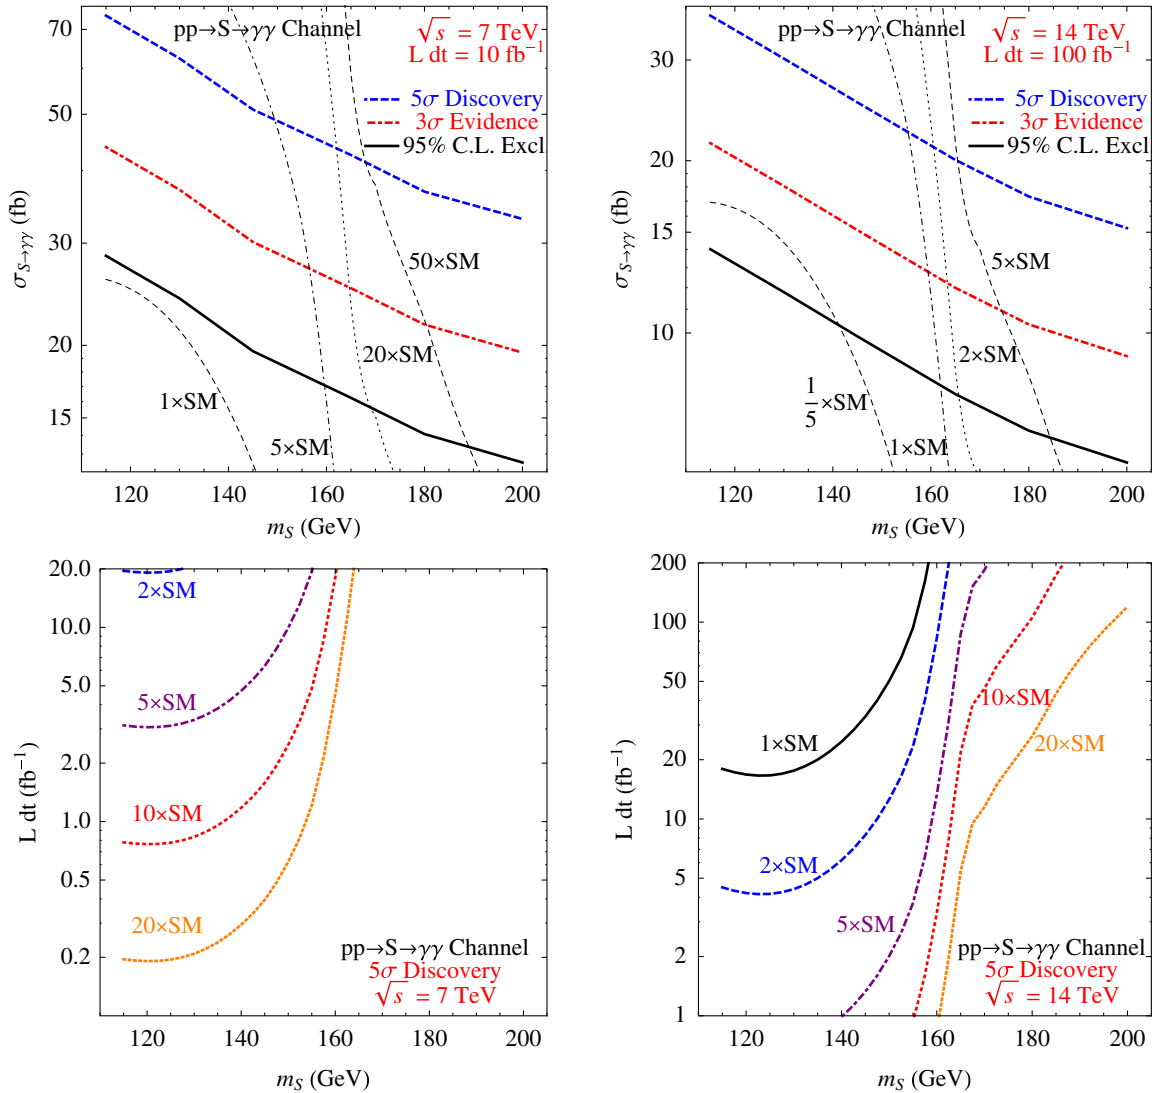 pp→S→γγ Channel
√s = 7 TeV
L dt = 10 fb⁻¹
5σ Discovery
3σ Evidence
95% C.L. Excl
70
50
30
20
15
σ_{S→γγ} (fb)
50×SM
20×SM
1×SM
5×SM
120 140 160 180 200
m_S (GeV)
pp→S→γγ Channel
√s = 14 TeV
L dt = 100 fb⁻¹
5σ Discovery
3σ Evidence
95% C.L. Excl
30
20
15
10
σ_{S→γγ} (fb)
5×SM
2×SM
1/5×SM
1×SM
120 140 160 180 200
m_S (GeV)
20.0
10.0
5.0
2.0
1.0
0.5
0.2
L dt (fb⁻¹)
2×SM
5×SM
10×SM
20×SM
pp→S→γγ Channel
5σ Discovery
√s = 7 TeV
120 140 160 180 200
m_S (GeV)
200
100
50
20
10
5
2
1
L dt (fb⁻¹)
10×SM
1×SM
20×SM
2×SM
5×SM
pp→S→γγ Channel
5σ Discovery
√s = 14 TeV
120 140 160 180 200
m_S (GeV)